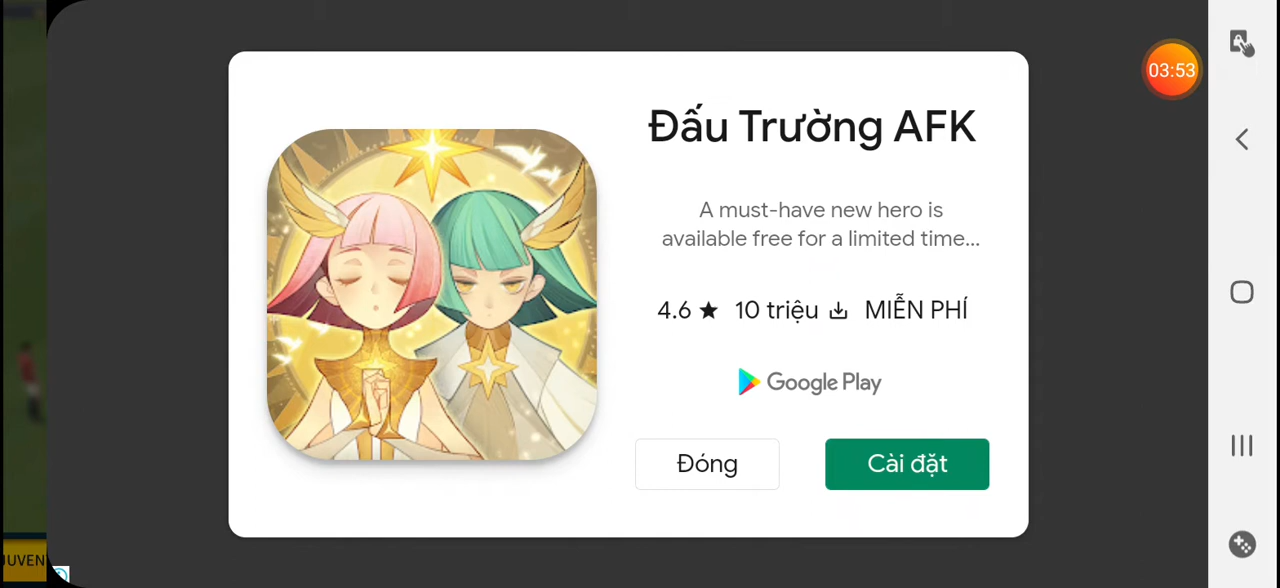 Đấu Trường AFK
03:53
A must-have new hero is
available free for a limited time...
4.6 ★ 10 triệu MIỄN PHÍ
Google Play
Đóng
Cài đặt